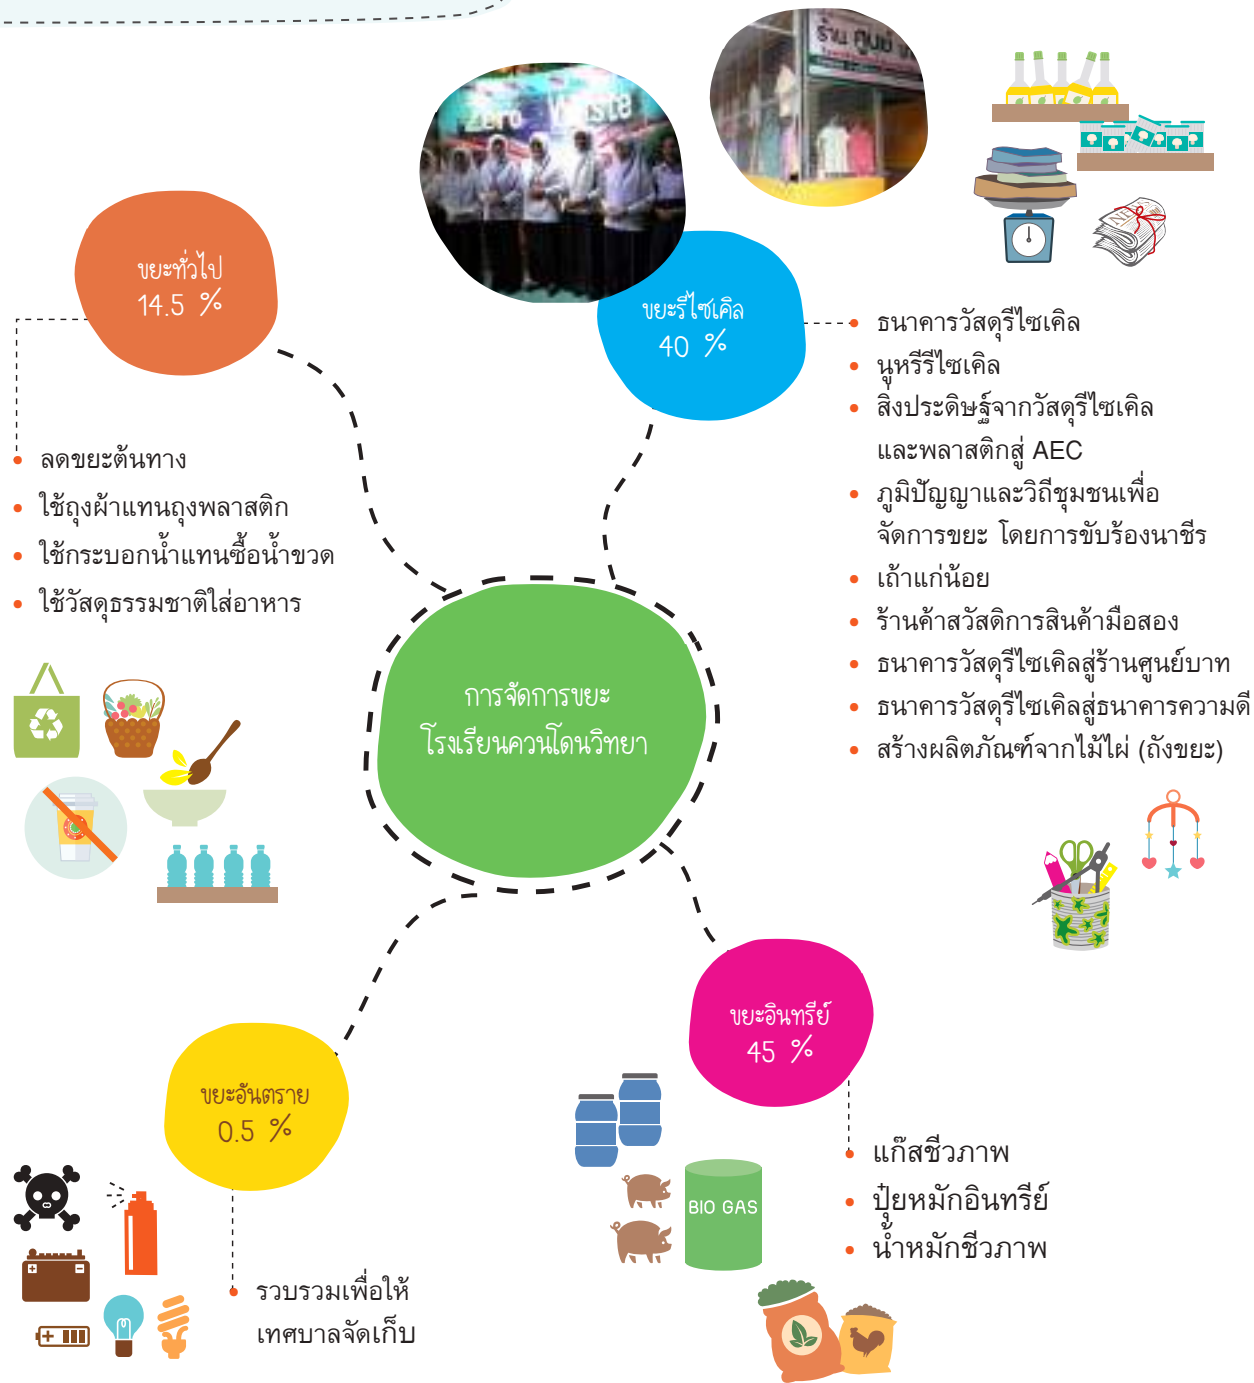 Zero Waste
ร้าน ศูนย์
ขยะทั่วไป
14.5 %
ขยะรีไซเคิล
40 %
ธนาคารวัสดุรีไซเคิล
นูหรีรีไซเคิล
สิ่งประดิษฐ์จากวัสดุรีไซเคิล
และพลาสติกสู่ AEC
ภูมิปัญญาและวิถีชุมชนเพื่อ
จัดการขยะ โดยการขับร้องนาชีร
เถ้าแก่น้อย
ร้านค้าสวัสดิการสินค้ามือสอง
ธนาคารวัสดุรีไซเคิลสู่ร้านศูนย์บาท
ธนาคารวัสดุรีไซเคิลสู่ธนาคารความดี
สร้างผลิตภัณฑ์จากไม้ไผ่ (ถังขยะ)
ลดขยะต้นทาง
ใช้ถุงผ้าแทนถุงพลาสติก
ใช้กระบอกน้ำแทนซื้อน้ำขวด
ใช้วัสดุธรรมชาติใส่อาหาร
การจัดการขยะ
โรงเรียนควนโดนวิทยา
ขยะอินทรีย์
45 %
BIO GAS
แก๊สชีวภาพ
ปุ๋ยหมักอินทรีย์
น้ำหมักชีวภาพ
ขยะอันตราย
0.5 %
รวบรวมเพื่อให้
เทศบาลจัดเก็บ